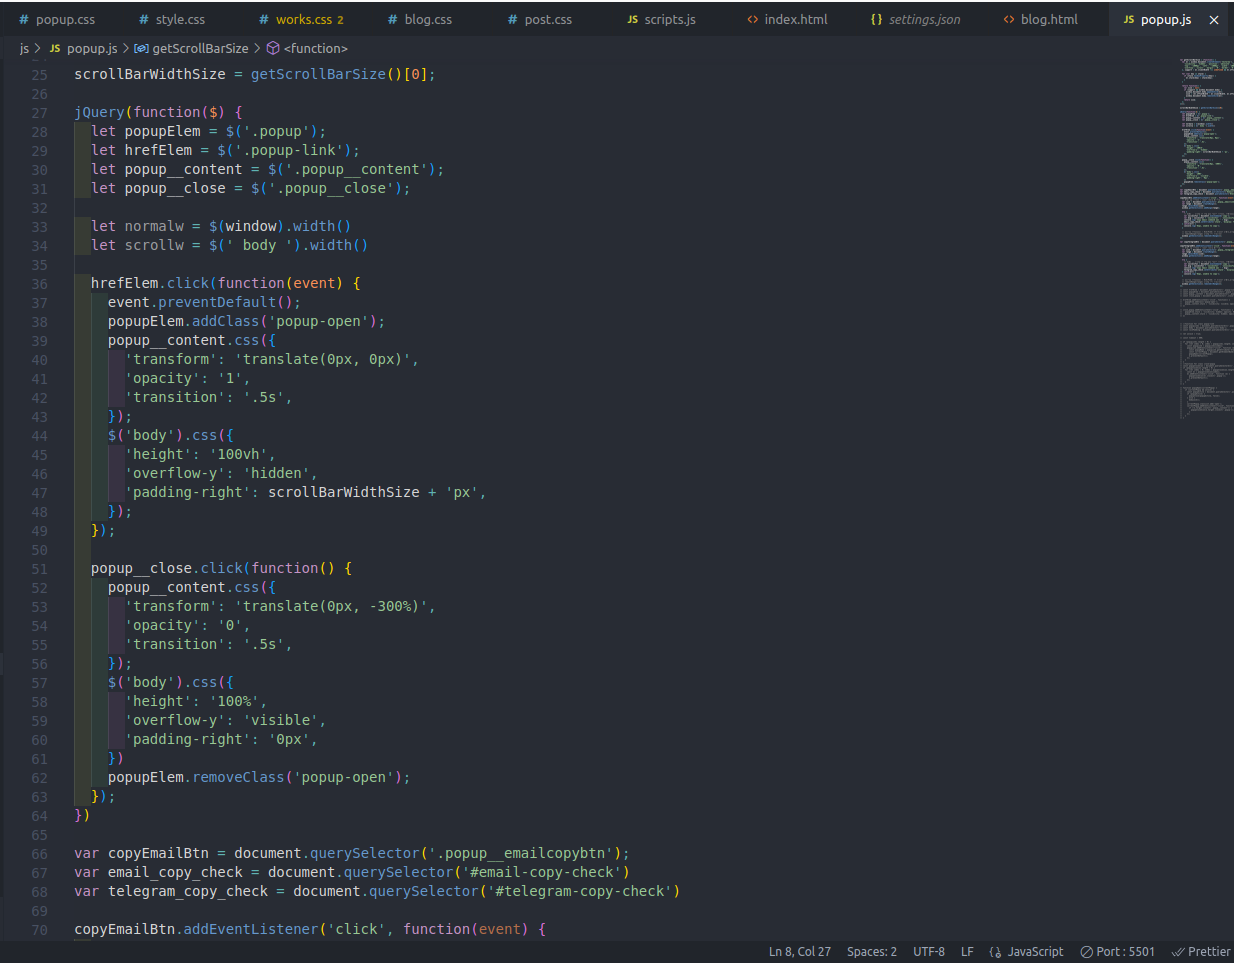 # popup.css # style.css # works.css 2 # blog.css # post.css JS scripts.js <> index.html {} settings.json <> blog.html JS popup.js ×
js > JS popup.js > getScrollBarSize > <function>
25 scrollBarWidthSize = getScrollBarSize()[0];
26
27 jQuery(function($) {
28   let popupElem = $('.popup');
29   let hrefElem = $('.popup-link');
30   let popup__content = $('.popup__content');
31   let popup__close = $('.popup__close');
32
33   let normalw = $(window).width()
34   let scrollw = $(' body ').width()
35
36   hrefElem.click(function(event) {
37     event.preventDefault();
38     popupElem.addClass('popup-open');
39     popup__content.css({
40       'transform': 'translate(0px, 0px)',
41       'opacity': '1',
42       'transition': '.5s',
43     });
44     $('body').css({
45       'height': '100vh',
46       'overflow-y': 'hidden',
47       'padding-right': scrollBarWidthSize + 'px',
48     });
49   });
50
51   popup__close.click(function() {
52     popup__content.css({
53       'transform': 'translate(0px, -300%)',
54       'opacity': '0',
55       'transition': '.5s',
56     });
57     $('body').css({
58       'height': '100%',
59       'overflow-y': 'visible',
60       'padding-right': '0px',
61     })
62     popupElem.removeClass('popup-open');
63   });
64 })
65
66 var copyEmailBtn = document.querySelector('.popup__emailcopybtn');
67 var email_copy_check = document.querySelector('#email-copy-check')
68 var telegram_copy_check = document.querySelector('#telegram-copy-check')
69
70 copyEmailBtn.addEventListener('click', function(event) {
Ln 8, Col 27 Spaces: 2 UTF-8 LF JavaScript Port : 5501 Prettier